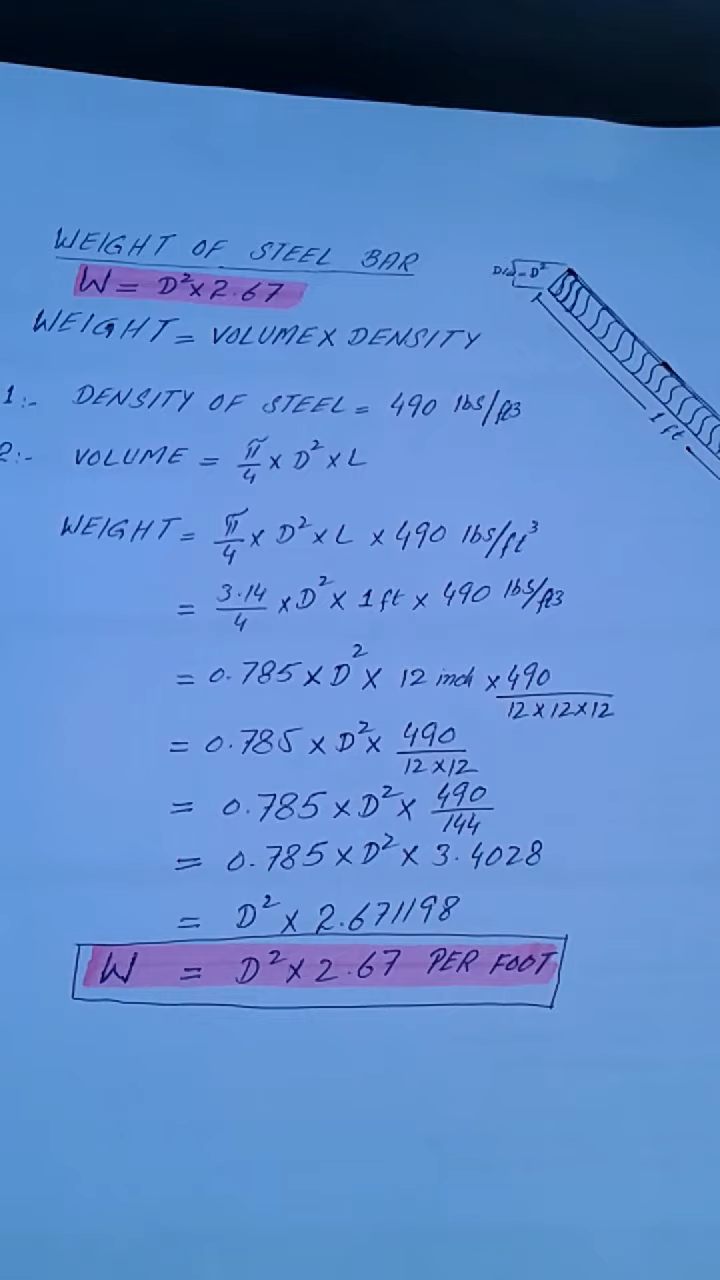 WEIGHT OF STEEL BAR
W = D²x2.67
WEIGHT = VOLUME X DENSITY
Dia-D²
1 ft
1:- DENSITY OF STEEL = 490 lbs/ft3
2:- VOLUME = π/4 x D² x L
WEIGHT = π/4 x D² x L x 490 lbs/ft³
= 3.14/4 x D² x 1ft x 490 lbs/ft3
= 0.785 x D² x 12 inch x 490/12x12x12
= 0.785 x D² x 490/12x12
= 0.785 x D² x 490/144
= 0.785 x D² x 3.4028
= D² x 2.671198
W = D² x 2.67 PER FOOT